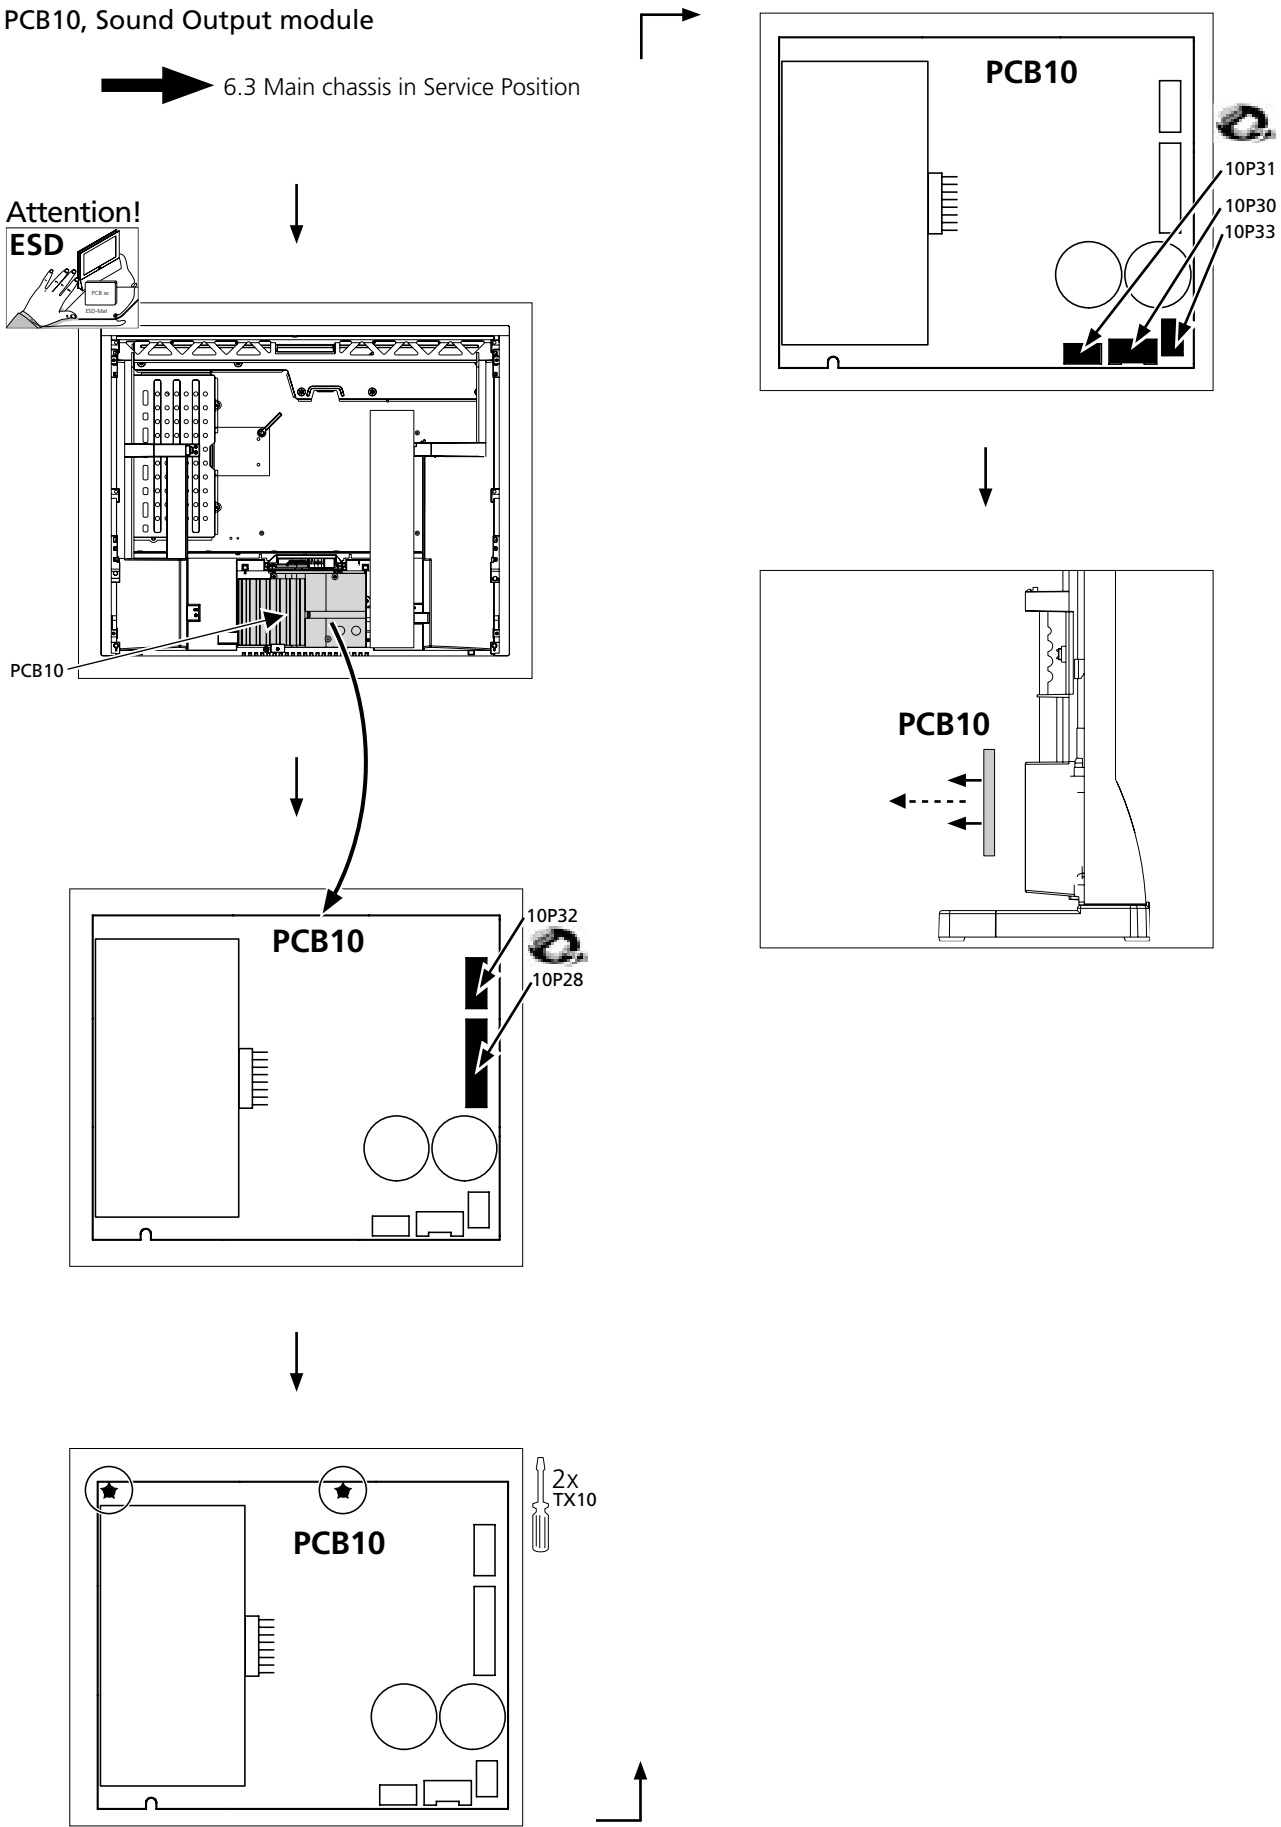 PCB10, Sound Output module
6.3 Main chassis in Service Position
Attention!
ESD
PCB xx
ESD-Mat
PCB10
PCB10
10P32
10P28
2x
TX10
PCB10
PCB10
10P31
10P30
10P33
PCB10